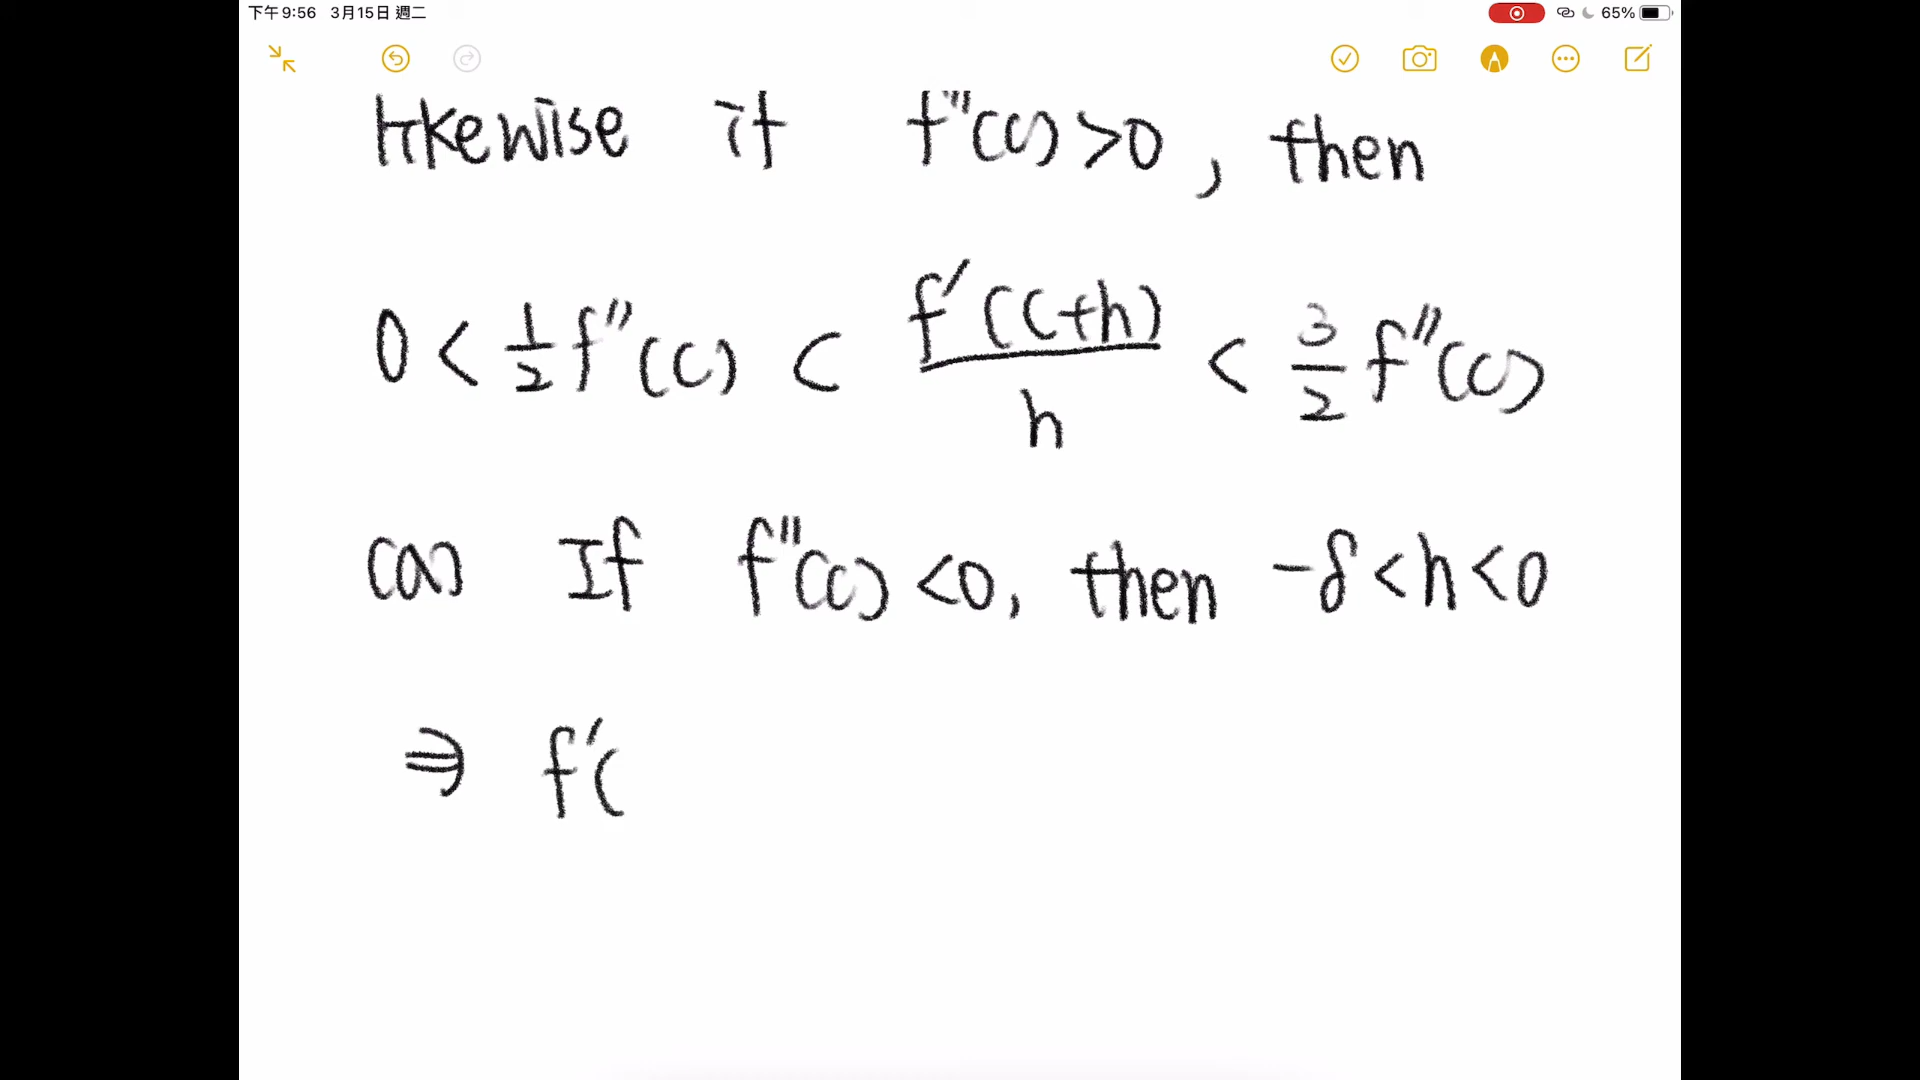 下午9:56 3月15日 週二 65%
likewise if f''(c)>0, then
0 < 1/2 f''(c) < f'(c+h)/h < 3/2 f''(c)
(a) If f''(c) <0, then -δ<h<0
⇒ f'(